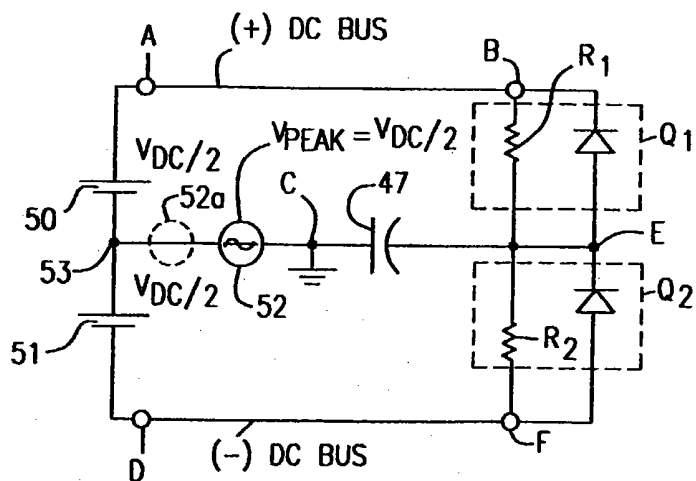 A
(+) DC BUS
B
R1
Q1
VDC/2
VPEAK = VDC/2
52a
C
47
50
E
53
VDC/2
52
Q2
51
R2
D
(-) DC BUS
F